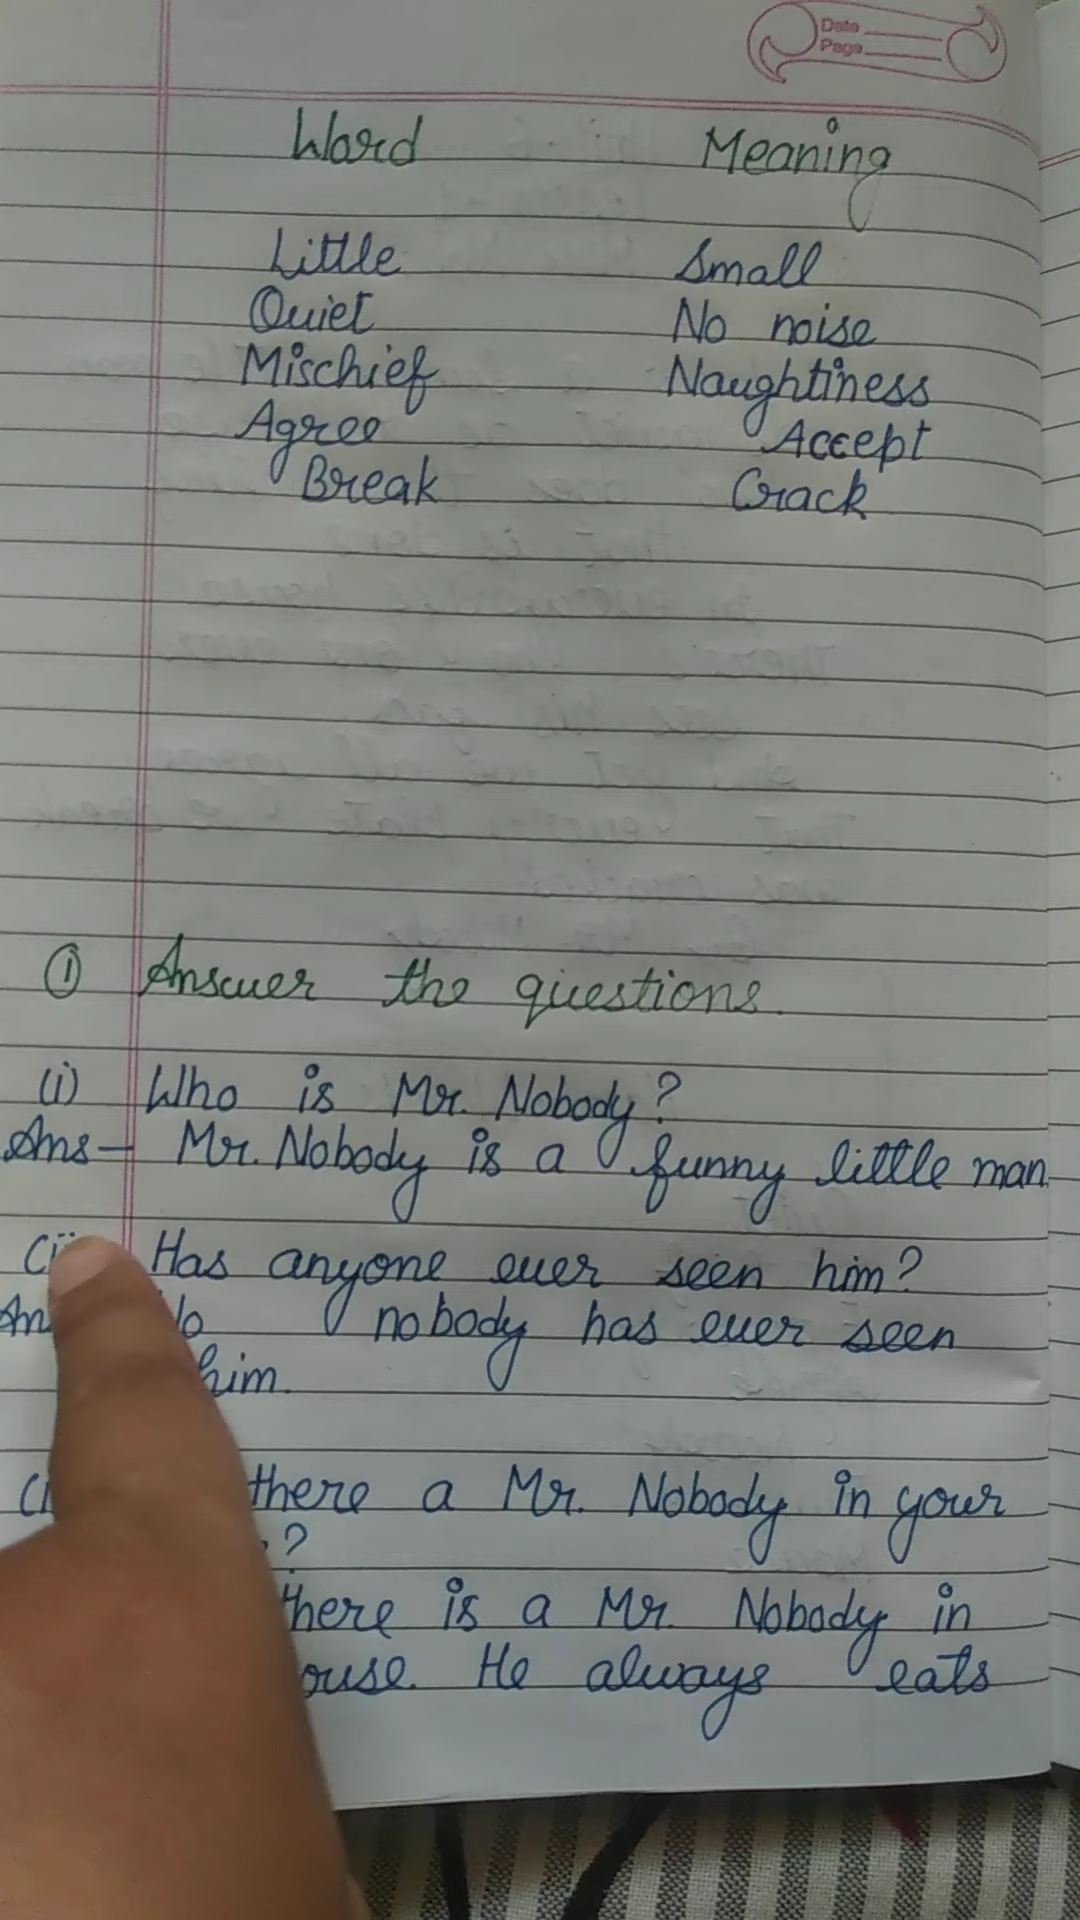 Date
Page
Word Meaning
Little Small
Quiet No noise
Mischief Naughtiness
Agree Accept
Break Crack
① Answer the questions.
(i) Who is Mr. Nobody?
Ans- Mr. Nobody is a funny little man.
Has anyone ever seen him?
nobody has ever seen
him.
there a Mr. Nobody in your
?
there is a Mr. Nobody in
He always eats